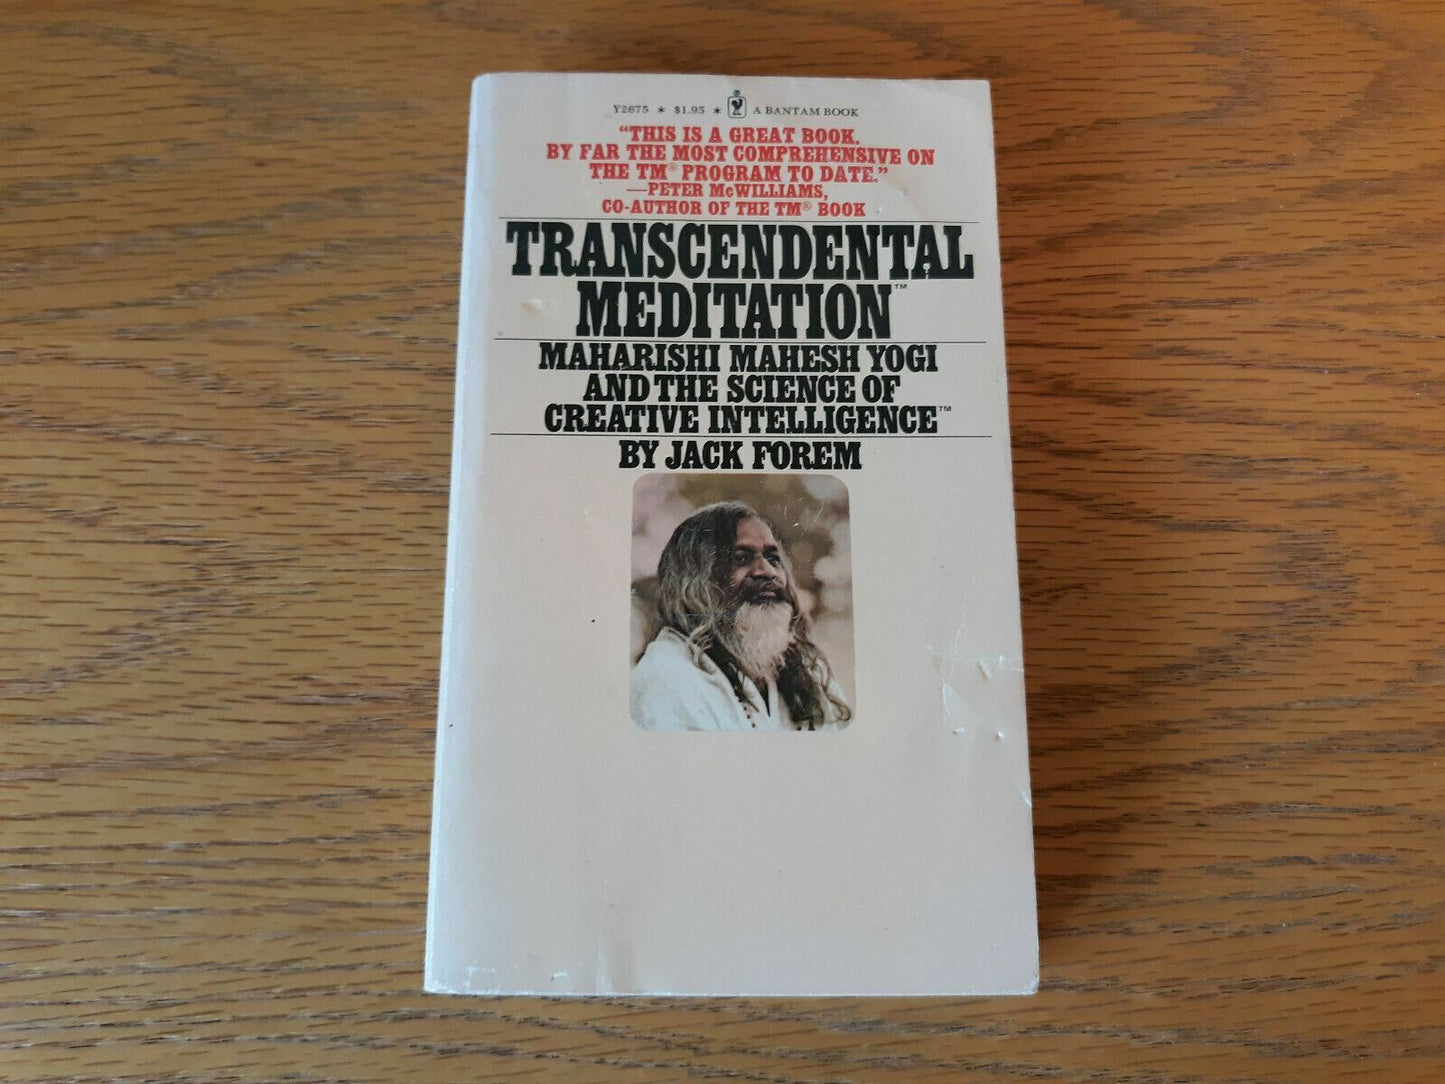 Y2675 * $1.95 * ® A BANTAM BOOK
“THIS IS A GREAT BOOK.
BY FAR THE MOST COMPREHENSIVE ON
THE TM® PROGRAM TO DATE.”
—PETER McWILLIAMS,
CO-AUTHOR OF THE TM® BOOK
TRANSCENDENTAL
MEDITATION™
MAHARISHI MAHESH YOGI
AND THE SCIENCE OF
CREATIVE INTELLIGENCE™
BY JACK FOREM